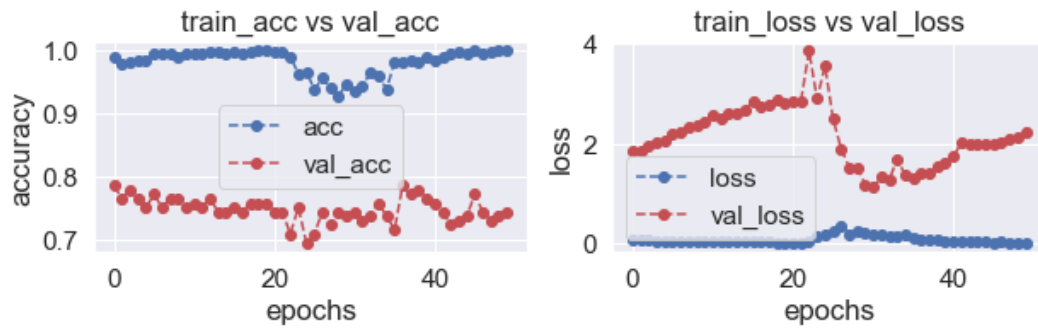 train_acc vs val_acc
accuracy
1.0
0.9
0.8
0.7
acc
val_acc
0
20
40
epochs
train_loss vs val_loss
loss
4
2
0
loss
val_loss
0
20
40
epochs